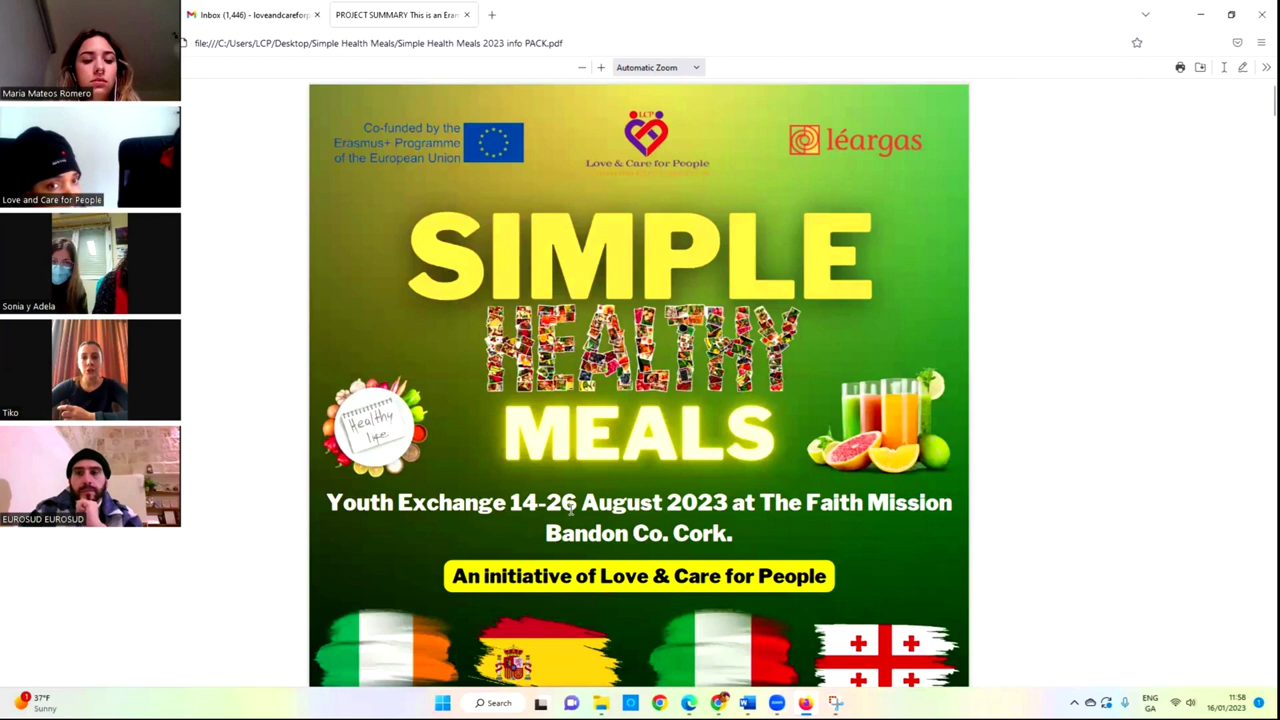 Inbox (1,446) - loveandcareforp
PROJECT SUMMARY This is an Eras
file:///C:/Users/LCP/Desktop/Simple Health Meals/Simple Health Meals 2023 info PACK.pdf
Automatic Zoom
Maria Mateos Romero
Love and Care for People
Sonia y Adela
Tiko
EUROSUD EUROSUD
Co-funded by the
Erasmus+ Programme
of the European Union
LCP
Love & Care for People
léargas
SIMPLE
HEALTHY
MEALS
Healthy
life
Youth Exchange 14-26 August 2023 at The Faith Mission
Bandon Co. Cork.
An initiative of Love & Care for People
1
37°F
Sunny
Search
ENG
GA
11:58
16/01/2023
1